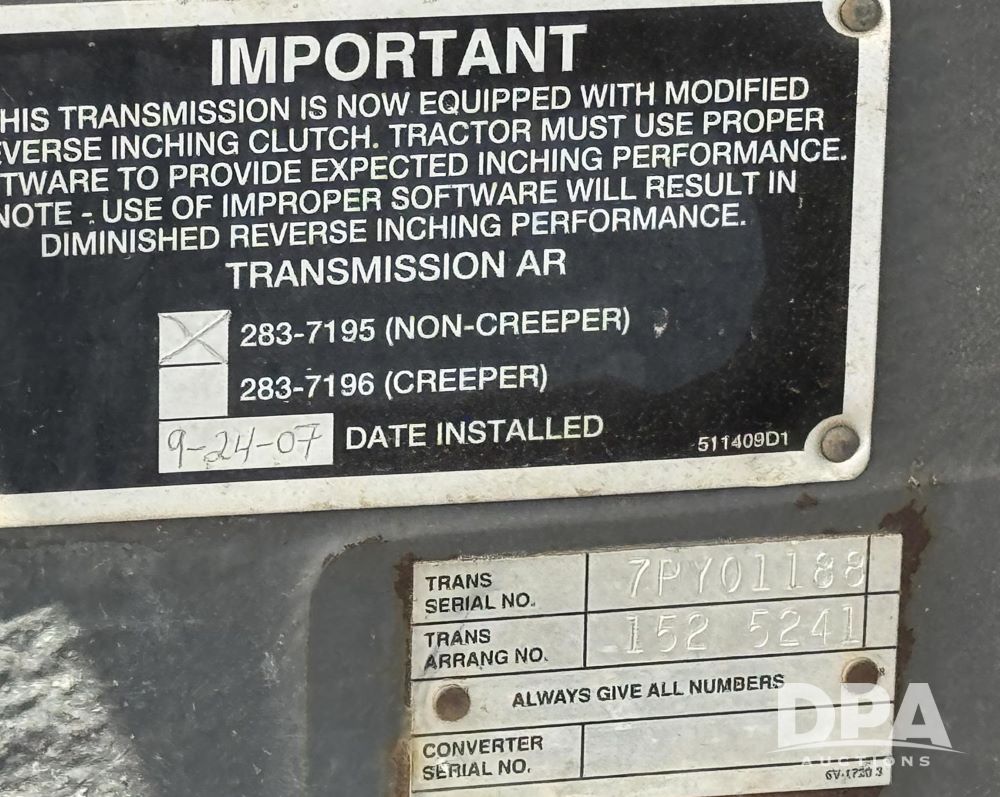 IMPORTANT
HIS TRANSMISSION IS NOW EQUIPPED WITH MODIFIED
EVERSE INCHING CLUTCH. TRACTOR MUST USE PROPER
TWARE TO PROVIDE EXPECTED INCHING PERFORMANCE.
NOTE - USE OF IMPROPER SOFTWARE WILL RESULT IN
DIMINISHED REVERSE INCHING PERFORMANCE.
TRANSMISSION AR
283-7195 (NON-CREEPER)
283-7196 (CREEPER)
9-24-07 DATE INSTALLED
511409D1
TRANS SERIAL NO. 7PY01188
TRANS ARRANG NO. 152 5241
ALWAYS GIVE ALL NUMBERS
CONVERTER SERIAL NO.
DPA
AUCTIONS